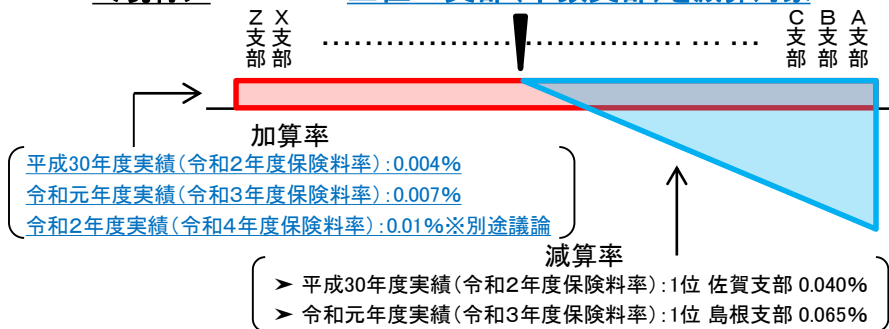 Z支部 X支部 ……………………………………… … … C支部 B支部 A支部
加算率
平成30年度実績(令和2年度保険料率):0.004%
令和元年度実績(令和3年度保険料率):0.007%
令和2年度実績(令和4年度保険料率):0.01%※別途議論
減算率
➤ 平成30年度実績(令和2年度保険料率):1位 佐賀支部 0.040%
➤ 令和元年度実績(令和3年度保険料率):1位 島根支部 0.065%